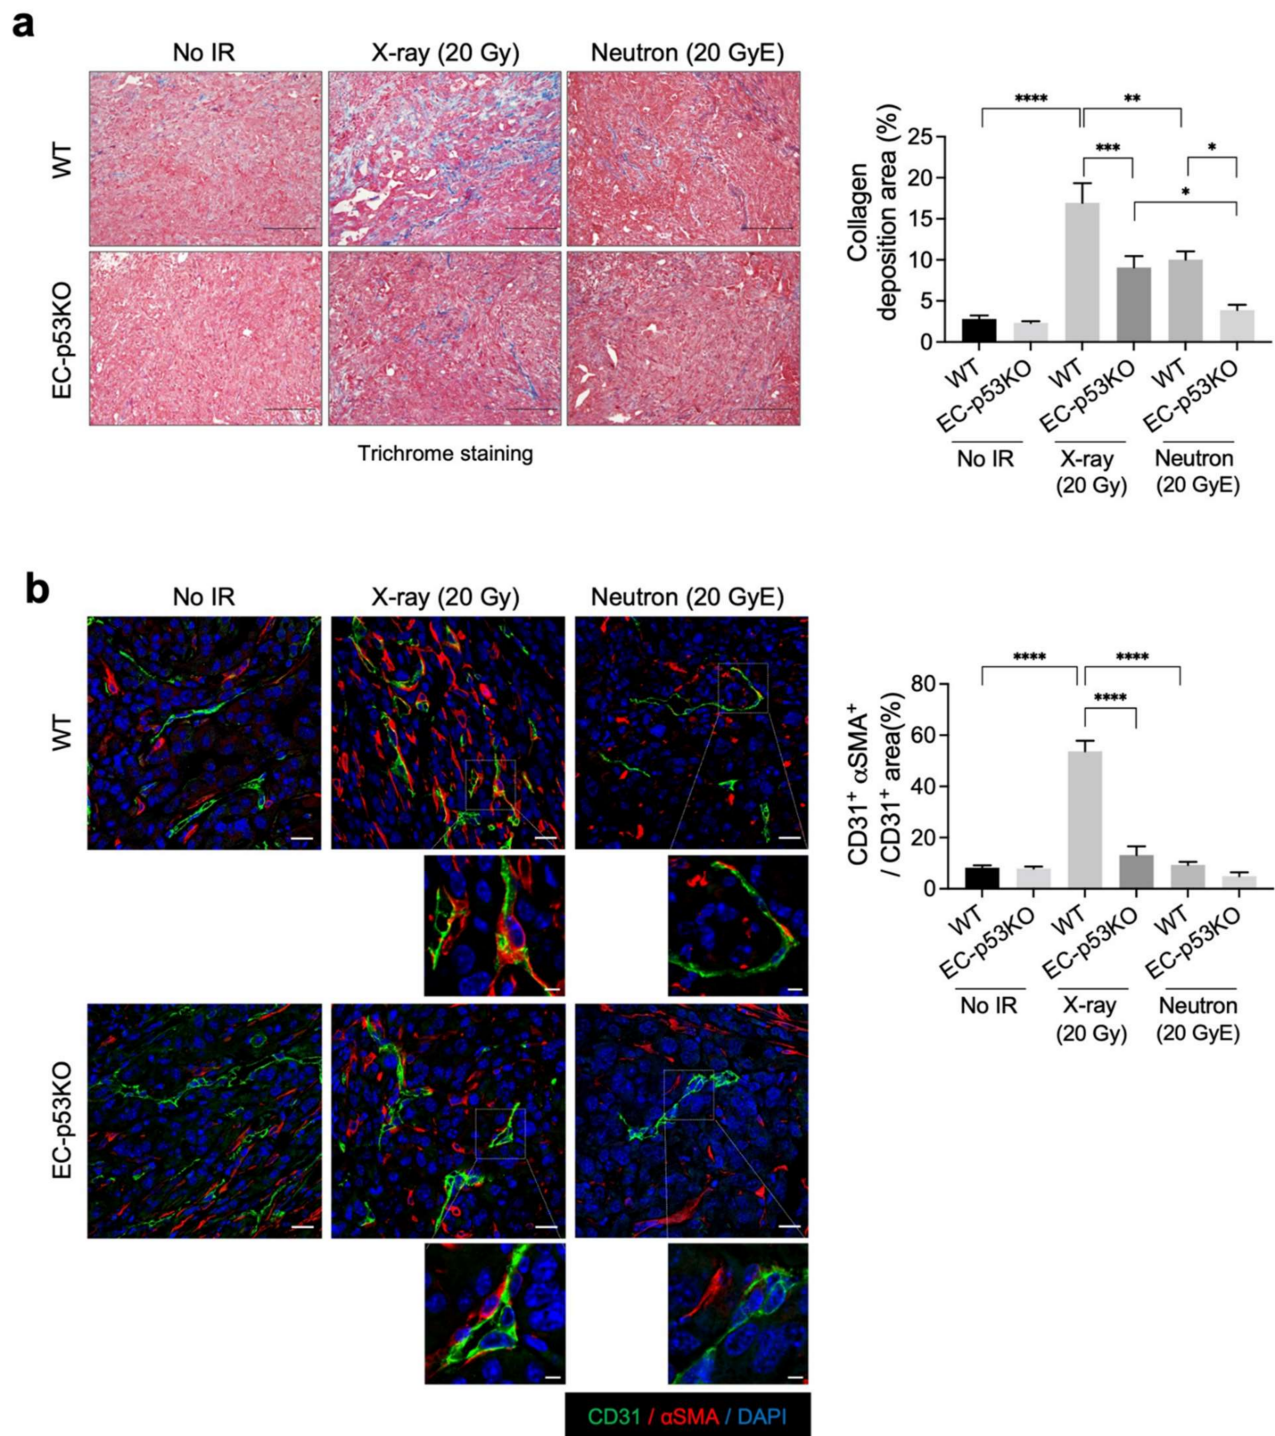 a
No IR
X-ray (20 Gy)
Neutron (20 GyE)
WT
EC-p53KO
Trichrome staining
Collagen
deposition area (%)
**** **
***
*
*
25
20
15
10
5
0
WT
EC-p53KO
WT
EC-p53KO
WT
EC-p53KO
No IR
X-ray
(20 Gy)
Neutron
(20 GyE)
b
No IR
X-ray (20 Gy)
Neutron (20 GyE)
WT
EC-p53KO
CD31 / αSMA / DAPI
CD31⁺ αSMA⁺
/ CD31⁺ area(%)
**** ****
****
80
60
40
20
0
WT
EC-p53KO
WT
EC-p53KO
WT
EC-p53KO
No IR
X-ray
(20 Gy)
Neutron
(20 GyE)